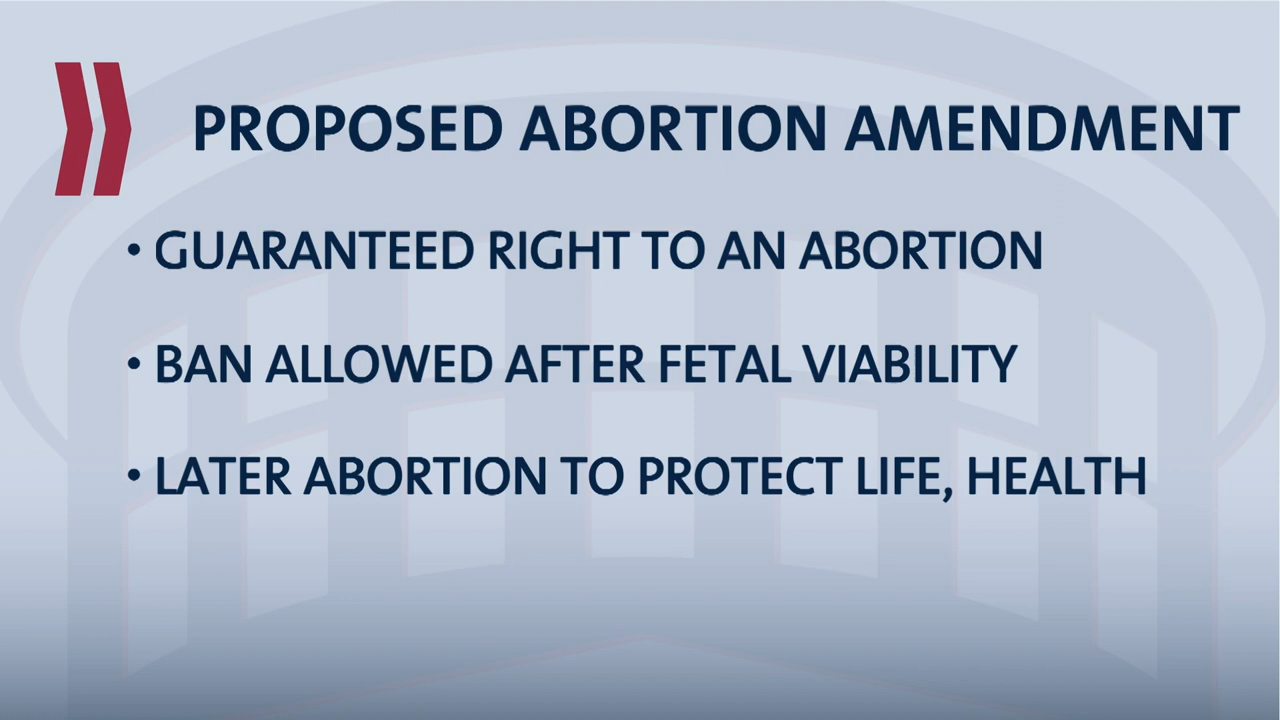 PROPOSED ABORTION AMENDMENT
• GUARANTEED RIGHT TO AN ABORTION
• BAN ALLOWED AFTER FETAL VIABILITY
• LATER ABORTION TO PROTECT LIFE, HEALTH